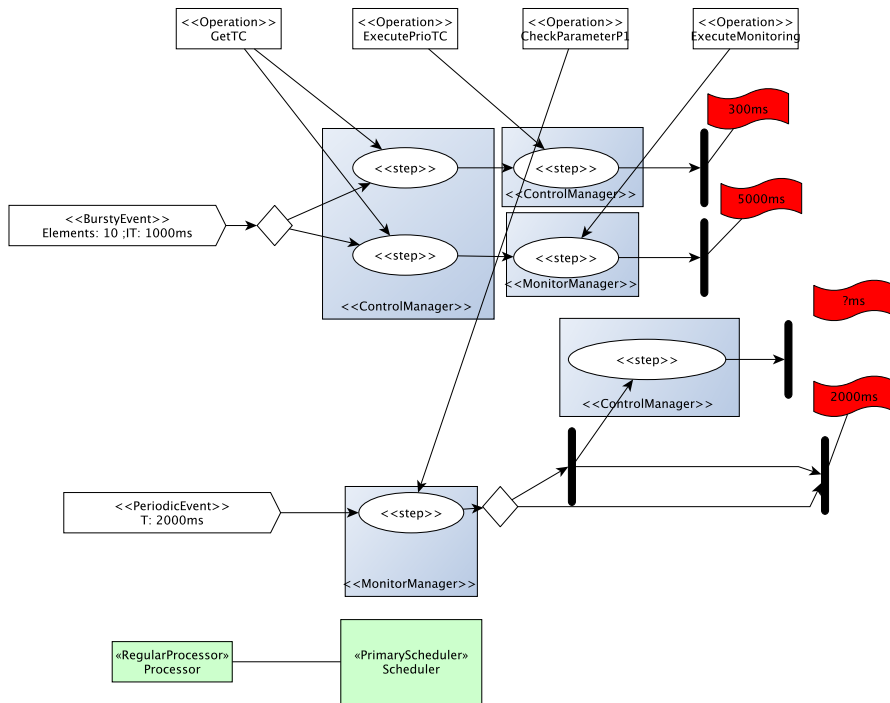 <<Operation>>
GetTC
<<Operation>>
ExecutePrioTC
<<Operation>>
CheckParameterP1
<<Operation>>
ExecuteMonitoring
300ms
<<step>>
<<step>>
<<ControlManager>>
5000ms
<<BurstyEvent>>
Elements: 10 ;IT: 1000ms
<<step>>
<<step>>
<<MonitorManager>>
<<ControlManager>>
?ms
<<step>>
<<ControlManager>>
2000ms
<<PeriodicEvent>>
T: 2000ms
<<step>>
<<MonitorManager>>
«RegularProcessor»
Processor
«PrimaryScheduler»
Scheduler